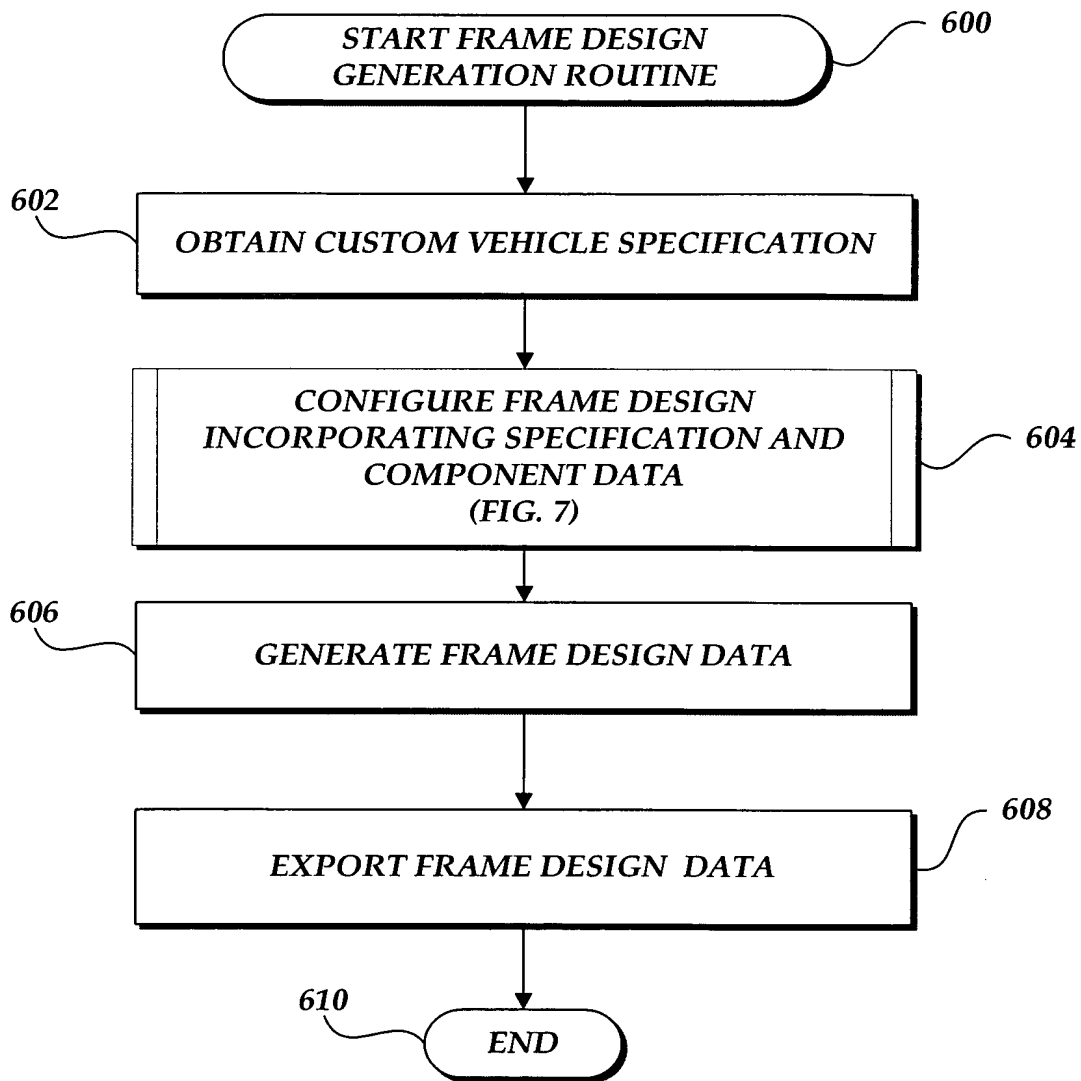 START FRAME DESIGN
GENERATION ROUTINE
600
602
OBTAIN CUSTOM VEHICLE SPECIFICATION
CONFIGURE FRAME DESIGN
INCORPORATING SPECIFICATION AND
COMPONENT DATA
(FIG. 7)
604
606
GENERATE FRAME DESIGN DATA
608
EXPORT FRAME DESIGN DATA
610
END